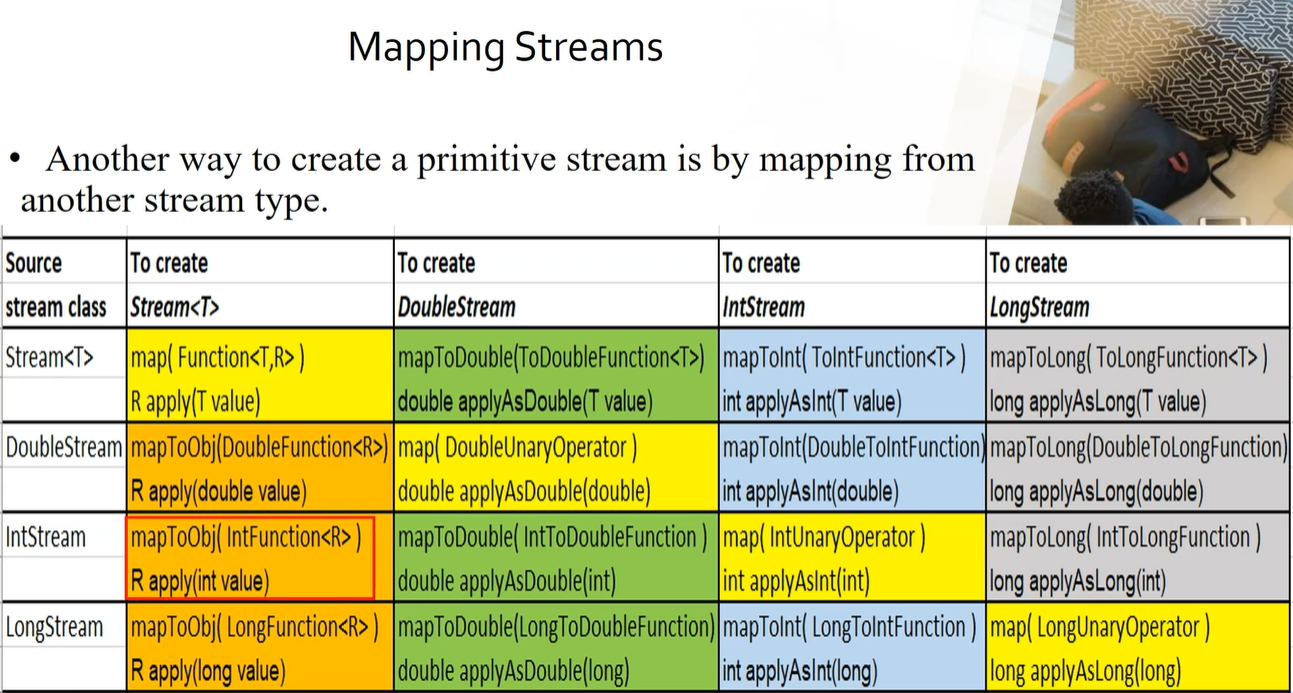 Mapping Streams
• Another way to create a primitive stream is by mapping from
another stream type.
Source To create To create To create To create
stream class Stream<T> DoubleStream IntStream LongStream
Stream<T> map( Function<T,R> ) mapToDouble(ToDoubleFunction<T>) mapToInt( ToIntFunction<T> ) mapToLong( ToLongFunction<T> )
R apply(T value) double applyAsDouble(T value) int applyAsInt(T value) long applyAsLong(T value)
DoubleStream mapToObj(DoubleFunction<R>) map( DoubleUnaryOperator ) mapToInt(DoubleToIntFunction) mapToLong(DoubleToLongFunction)
R apply(double value) double applyAsDouble(double) int applyAsInt(double) long applyAsLong(double)
IntStream mapToObj( IntFunction<R> ) mapToDouble( IntToDoubleFunction ) map( IntUnaryOperator ) mapToLong( IntToLongFunction )
R apply(int value) double applyAsDouble(int) int applyAsInt(int) long applyAsLong(int)
LongStream mapToObj( LongFunction<R> ) mapToDouble(LongToDoubleFunction) mapToInt( LongToIntFunction ) map( LongUnaryOperator )
R apply(long value) double applyAsDouble(long) int applyAsInt(long) long applyAsLong(long)